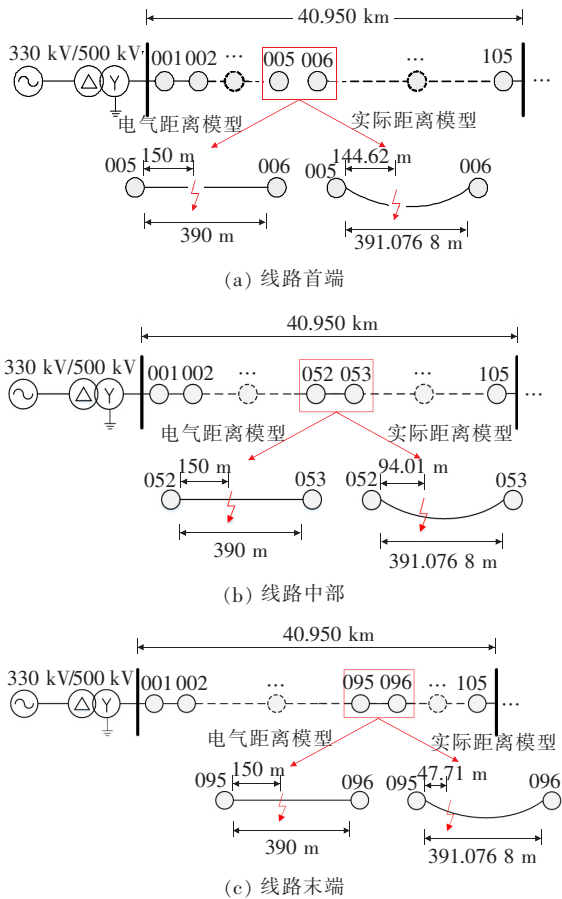 40.950 km
330 kV/500 kV
001 002 ... 005 006 ... 105 ...
电气距离模型 实际距离模型
150 m 144.62 m
005 006 005 006
390 m 391.076 8 m
(a) 线路首端
40.950 km
330 kV/500 kV
001 002 ... 052 053 ... 105 ...
电气距离模型 实际距离模型
150 m 94.01 m
052 053 052 053
390 m 391.076 8 m
(b) 线路中部
40.950 km
330 kV/500 kV
001 002 ... 095 096 ... 105 ...
电气距离模型 实际距离模型
150 m 47.71 m
095 096 095 096
390 m 391.076 8 m
(c) 线路末端